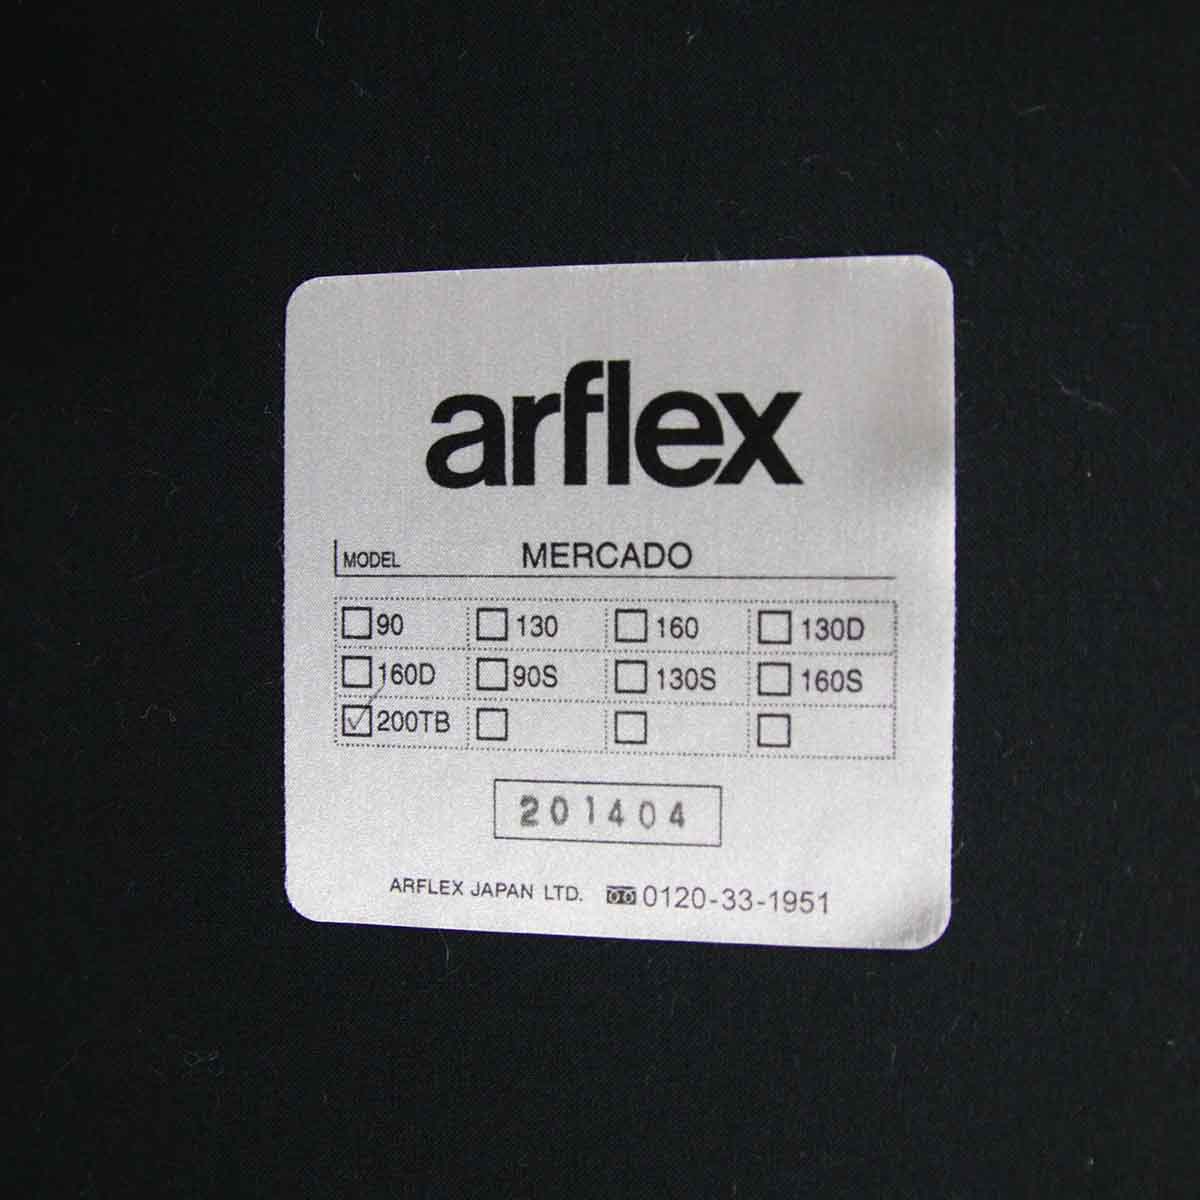 arflex
MODEL MERCADO
☐90 ☐130 ☐160 ☐130D
☐160D ☐90S ☐130S ☐160S
☑200TB ☐ ☐ ☐
201404
ARFLEX JAPAN LTD. 0120-33-1951